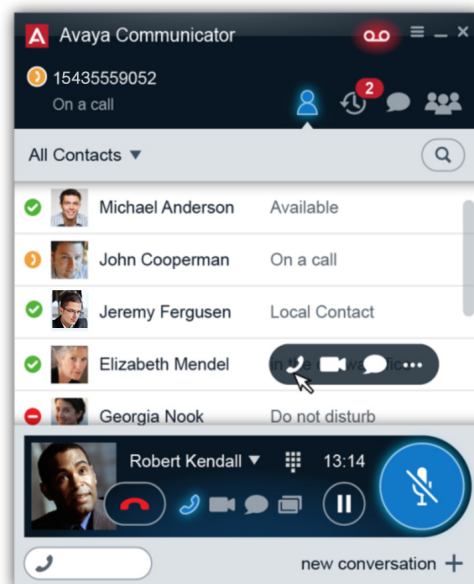 Avaya Communicator
15435559052
On a call
2
All Contacts
Michael Anderson Available
John Cooperman On a call
Jeremy Fergusen Local Contact
Elizabeth Mendel
Georgia Nook Do not disturb
Robert Kendall 13:14
new conversation +